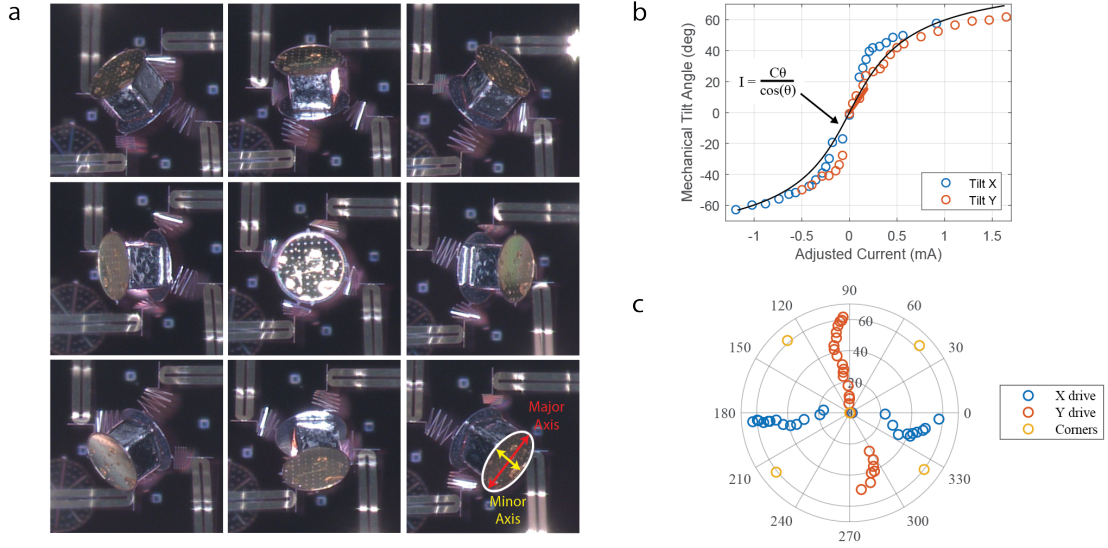 a
Major
Axis
Minor
Axis
b
Mechanical Tilt Angle (deg)
60
40
20
0
-20
-40
-60
I = Cθ
cos(θ)
Tilt X
Tilt Y
-1
-0.5
0
0.5
1
1.5
Adjusted Current (mA)
c
90
120
60
60
150
40
30
20
180
0
0
210
330
240
300
270
X drive
Y drive
Corners